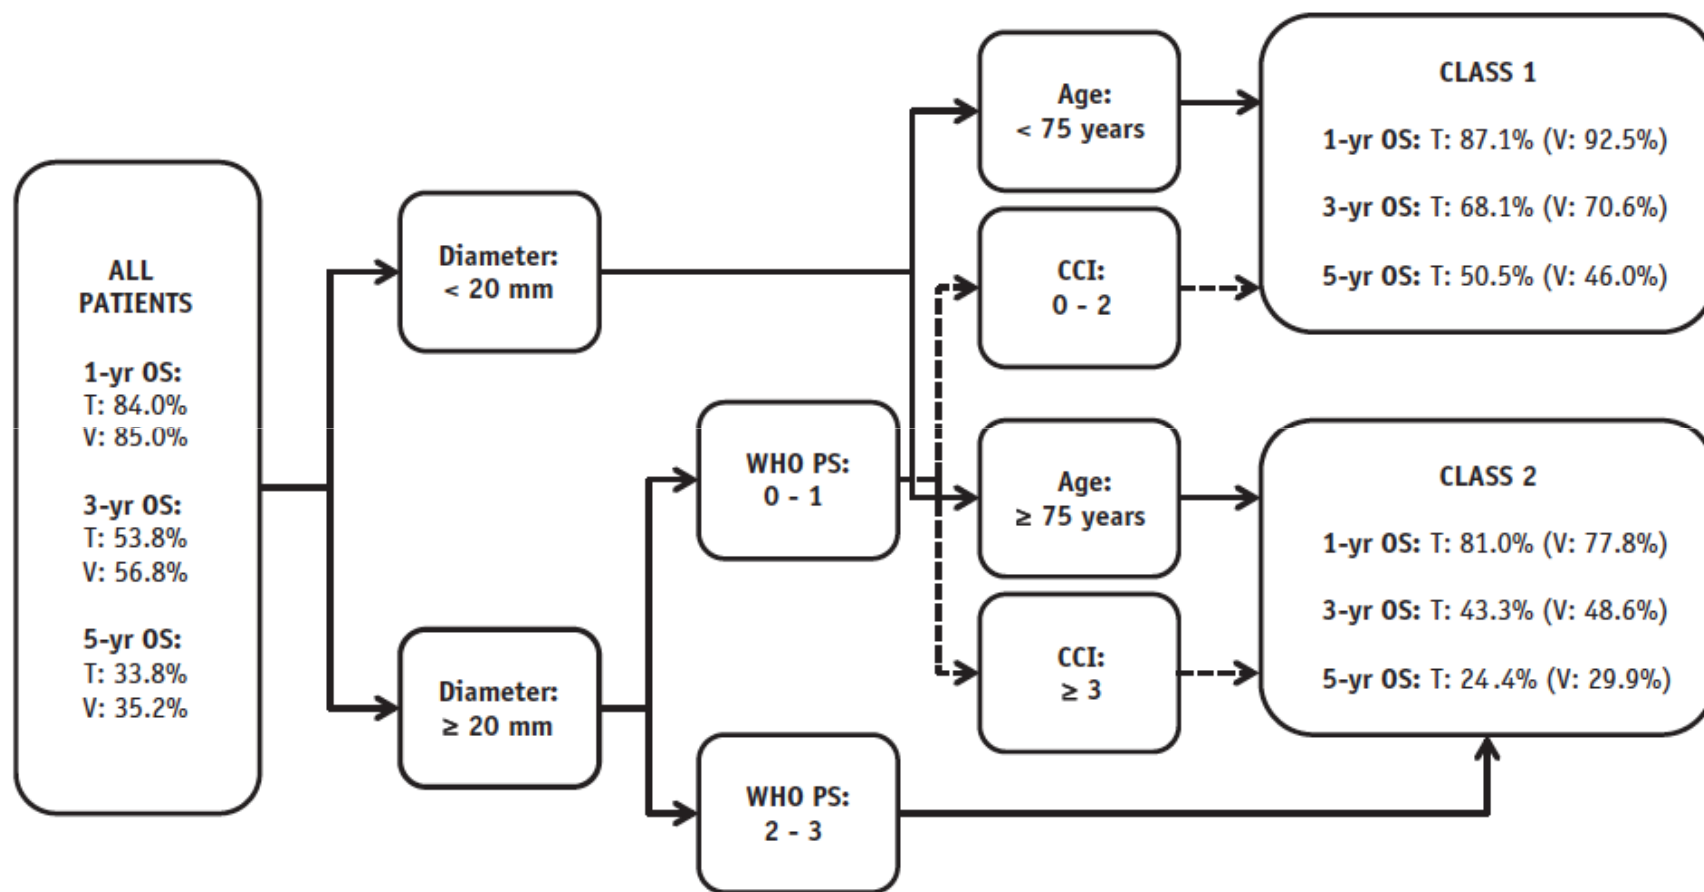 ALL
PATIENTS
1-yr OS:
T: 84.0%
V: 85.0%
3-yr OS:
T: 53.8%
V: 56.8%
5-yr OS:
T: 33.8%
V: 35.2%
Diameter:
< 20 mm
Diameter:
≥ 20 mm
WHO PS:
0 - 1
WHO PS:
2 - 3
Age:
< 75 years
CCI:
0 - 2
Age:
≥ 75 years
CCI:
≥ 3
CLASS 1
1-yr OS: T: 87.1% (V: 92.5%)
3-yr OS: T: 68.1% (V: 70.6%)
5-yr OS: T: 50.5% (V: 46.0%)
CLASS 2
1-yr OS: T: 81.0% (V: 77.8%)
3-yr OS: T: 43.3% (V: 48.6%)
5-yr OS: T: 24.4% (V: 29.9%)